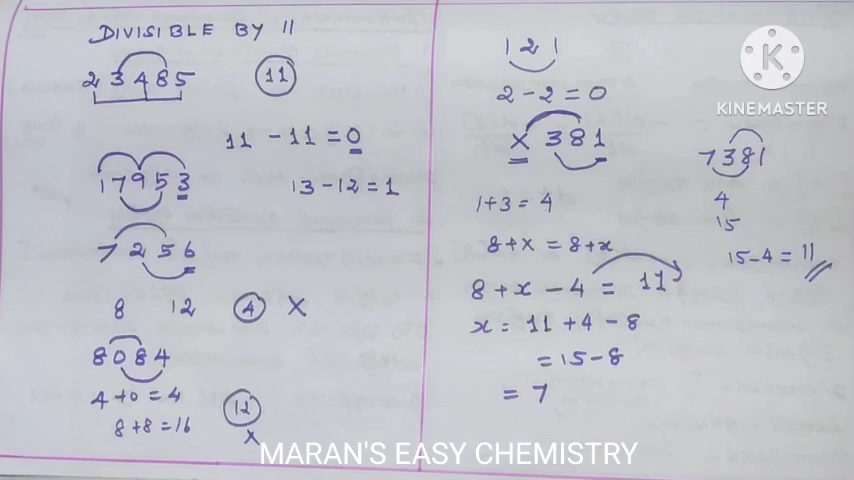 DIVISIBLE BY 11
23485
11
11 - 11 = 0
17953
13 - 12 = 1
7256
8 12 4 X
8084
4 + 0 = 4
8 + 8 = 16
12
X
121
2 - 2 = 0
X 381
1 + 3 = 4
8 + x = 8 + x
8 + x - 4 = 11
x = 11 + 4 - 8
= 15 - 8
= 7
7381
4
15
15 - 4 = 11
K
KINEMASTER
MARAN'S EASY CHEMISTRY